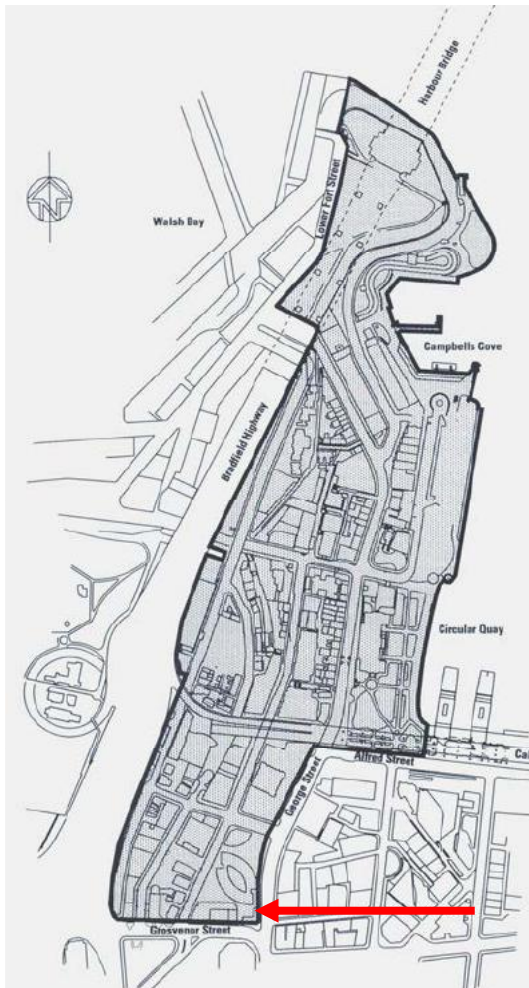 Harbour Bridge
Lower Fort Street
Walsh Bay
Campbells Cove
Bradfield Highway
Circular Quay
Cal
Alfred Street
George Street
Grosvenor Street
N